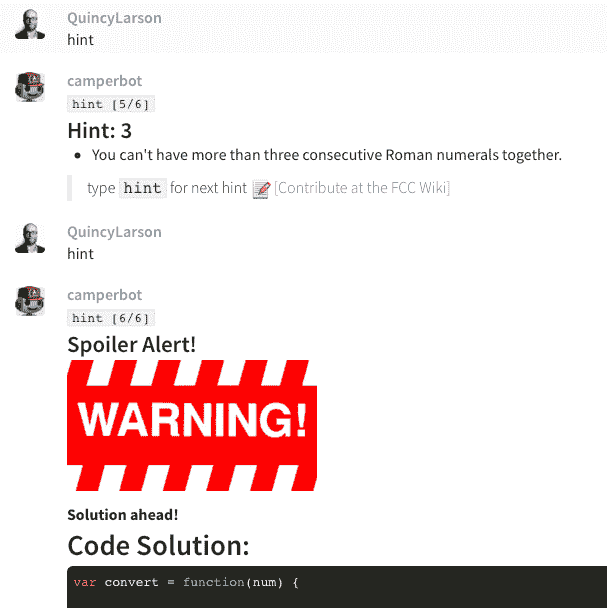 QuincyLarson
hint
camperbot
hint [5/6]
Hint: 3
• You can't have more than three consecutive Roman numerals together.
type hint for next hint 📝 [Contribute at the FCC Wiki]
QuincyLarson
hint
camperbot
hint [6/6]
Spoiler Alert!
WARNING!
Solution ahead!
Code Solution:
var convert = function(num) {